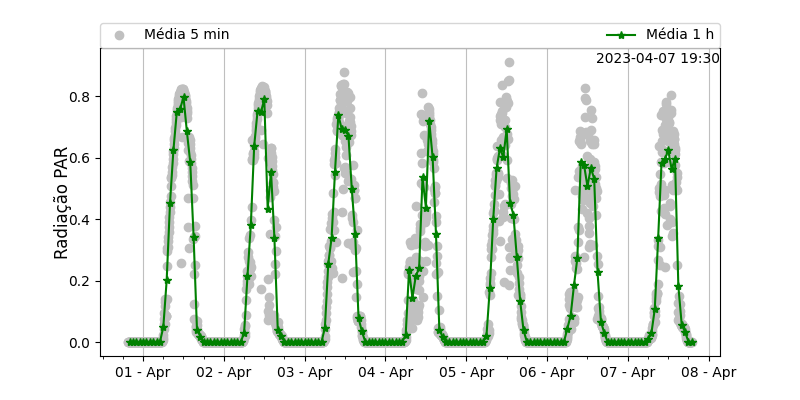 Média 5 min
Média 1 h
2023-04-07 19:30
Radiação PAR
0.8
0.6
0.4
0.2
0.0
01 - Apr
02 - Apr
03 - Apr
04 - Apr
05 - Apr
06 - Apr
07 - Apr
08 - Apr